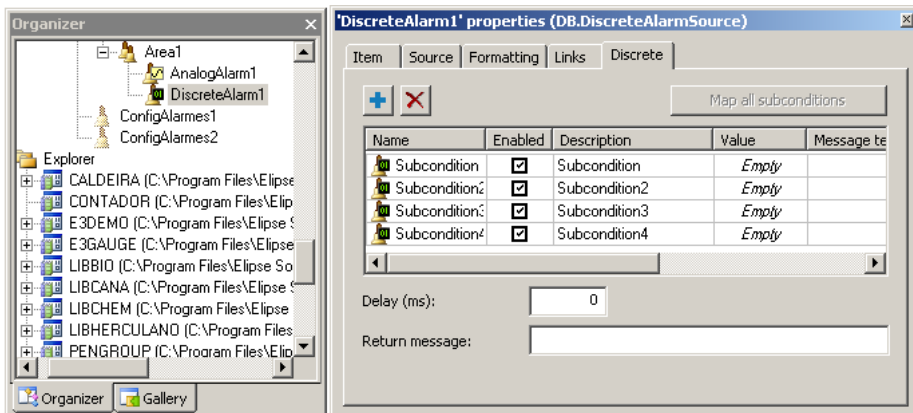 Organizer
Area1
AnalogAlarm1
DiscreteAlarm1
ConfigAlarmes1
ConfigAlarmes2
Explorer
CALDEIRA (C:\Program Files\Elipse
CONTADOR (C:\Program Files\Elip
E3DEMO (C:\Program Files\Elipse S
E3GAUGE (C:\Program Files\Elipse
LIBBIO (C:\Program Files\Elipse So
LIBCANA (C:\Program Files\Elipse S
LIBCHEM (C:\Program Files\Elipse
LIBHERCULANO (C:\Program Files
PENGROUP (C:\Program Files\Elip
Organizer Gallery
'DiscreteAlarm1' properties (DB.DiscreteAlarmSource)
Item Source Formatting Links Discrete
Map all subconditions
Name Enabled Description Value Message te
Subcondition Subcondition Empty
Subcondition2 Subcondition2 Empty
Subcondition3 Subcondition3 Empty
Subcondition4 Subcondition4 Empty
Delay (ms): 0
Return message: